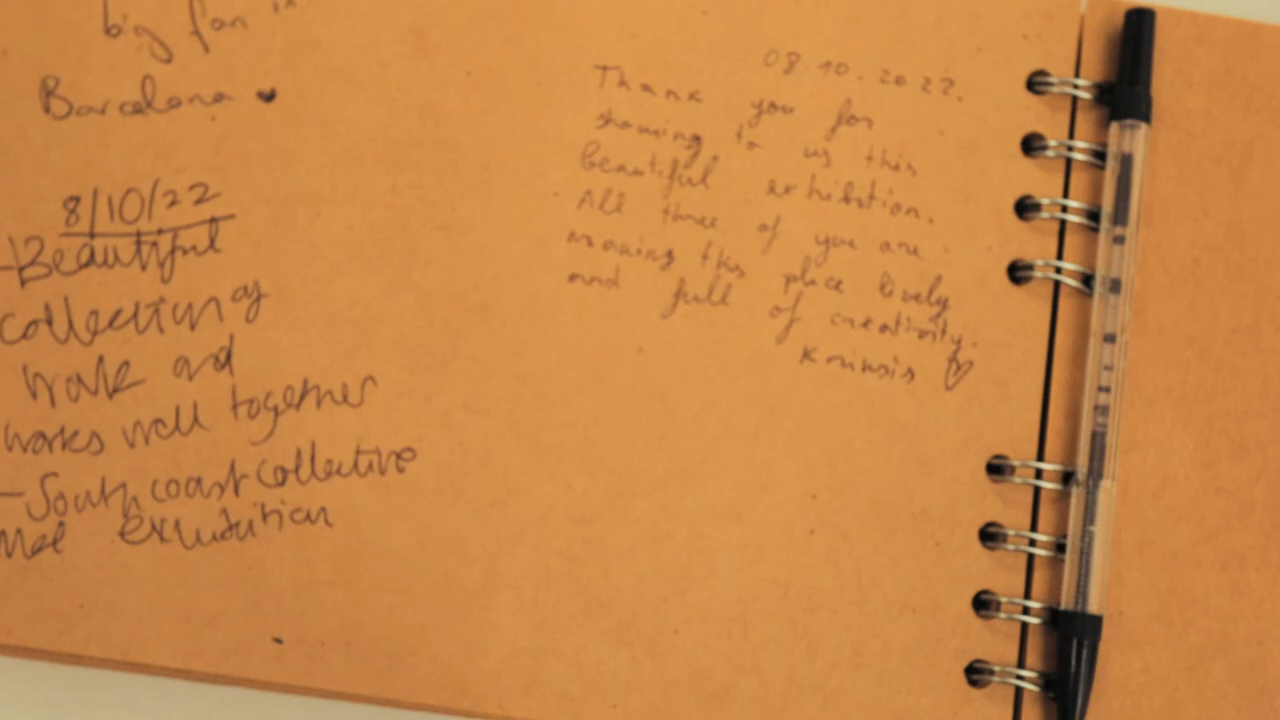 big fan in
Barcelona
8/10/22
-Beautiful
collection of
work and
works well together
-South coast collective
exhibition
08.10.2022.
Thank you for
showing to us this
beautiful exhibition.
All three of you are
making this place lively
and full of creativity.